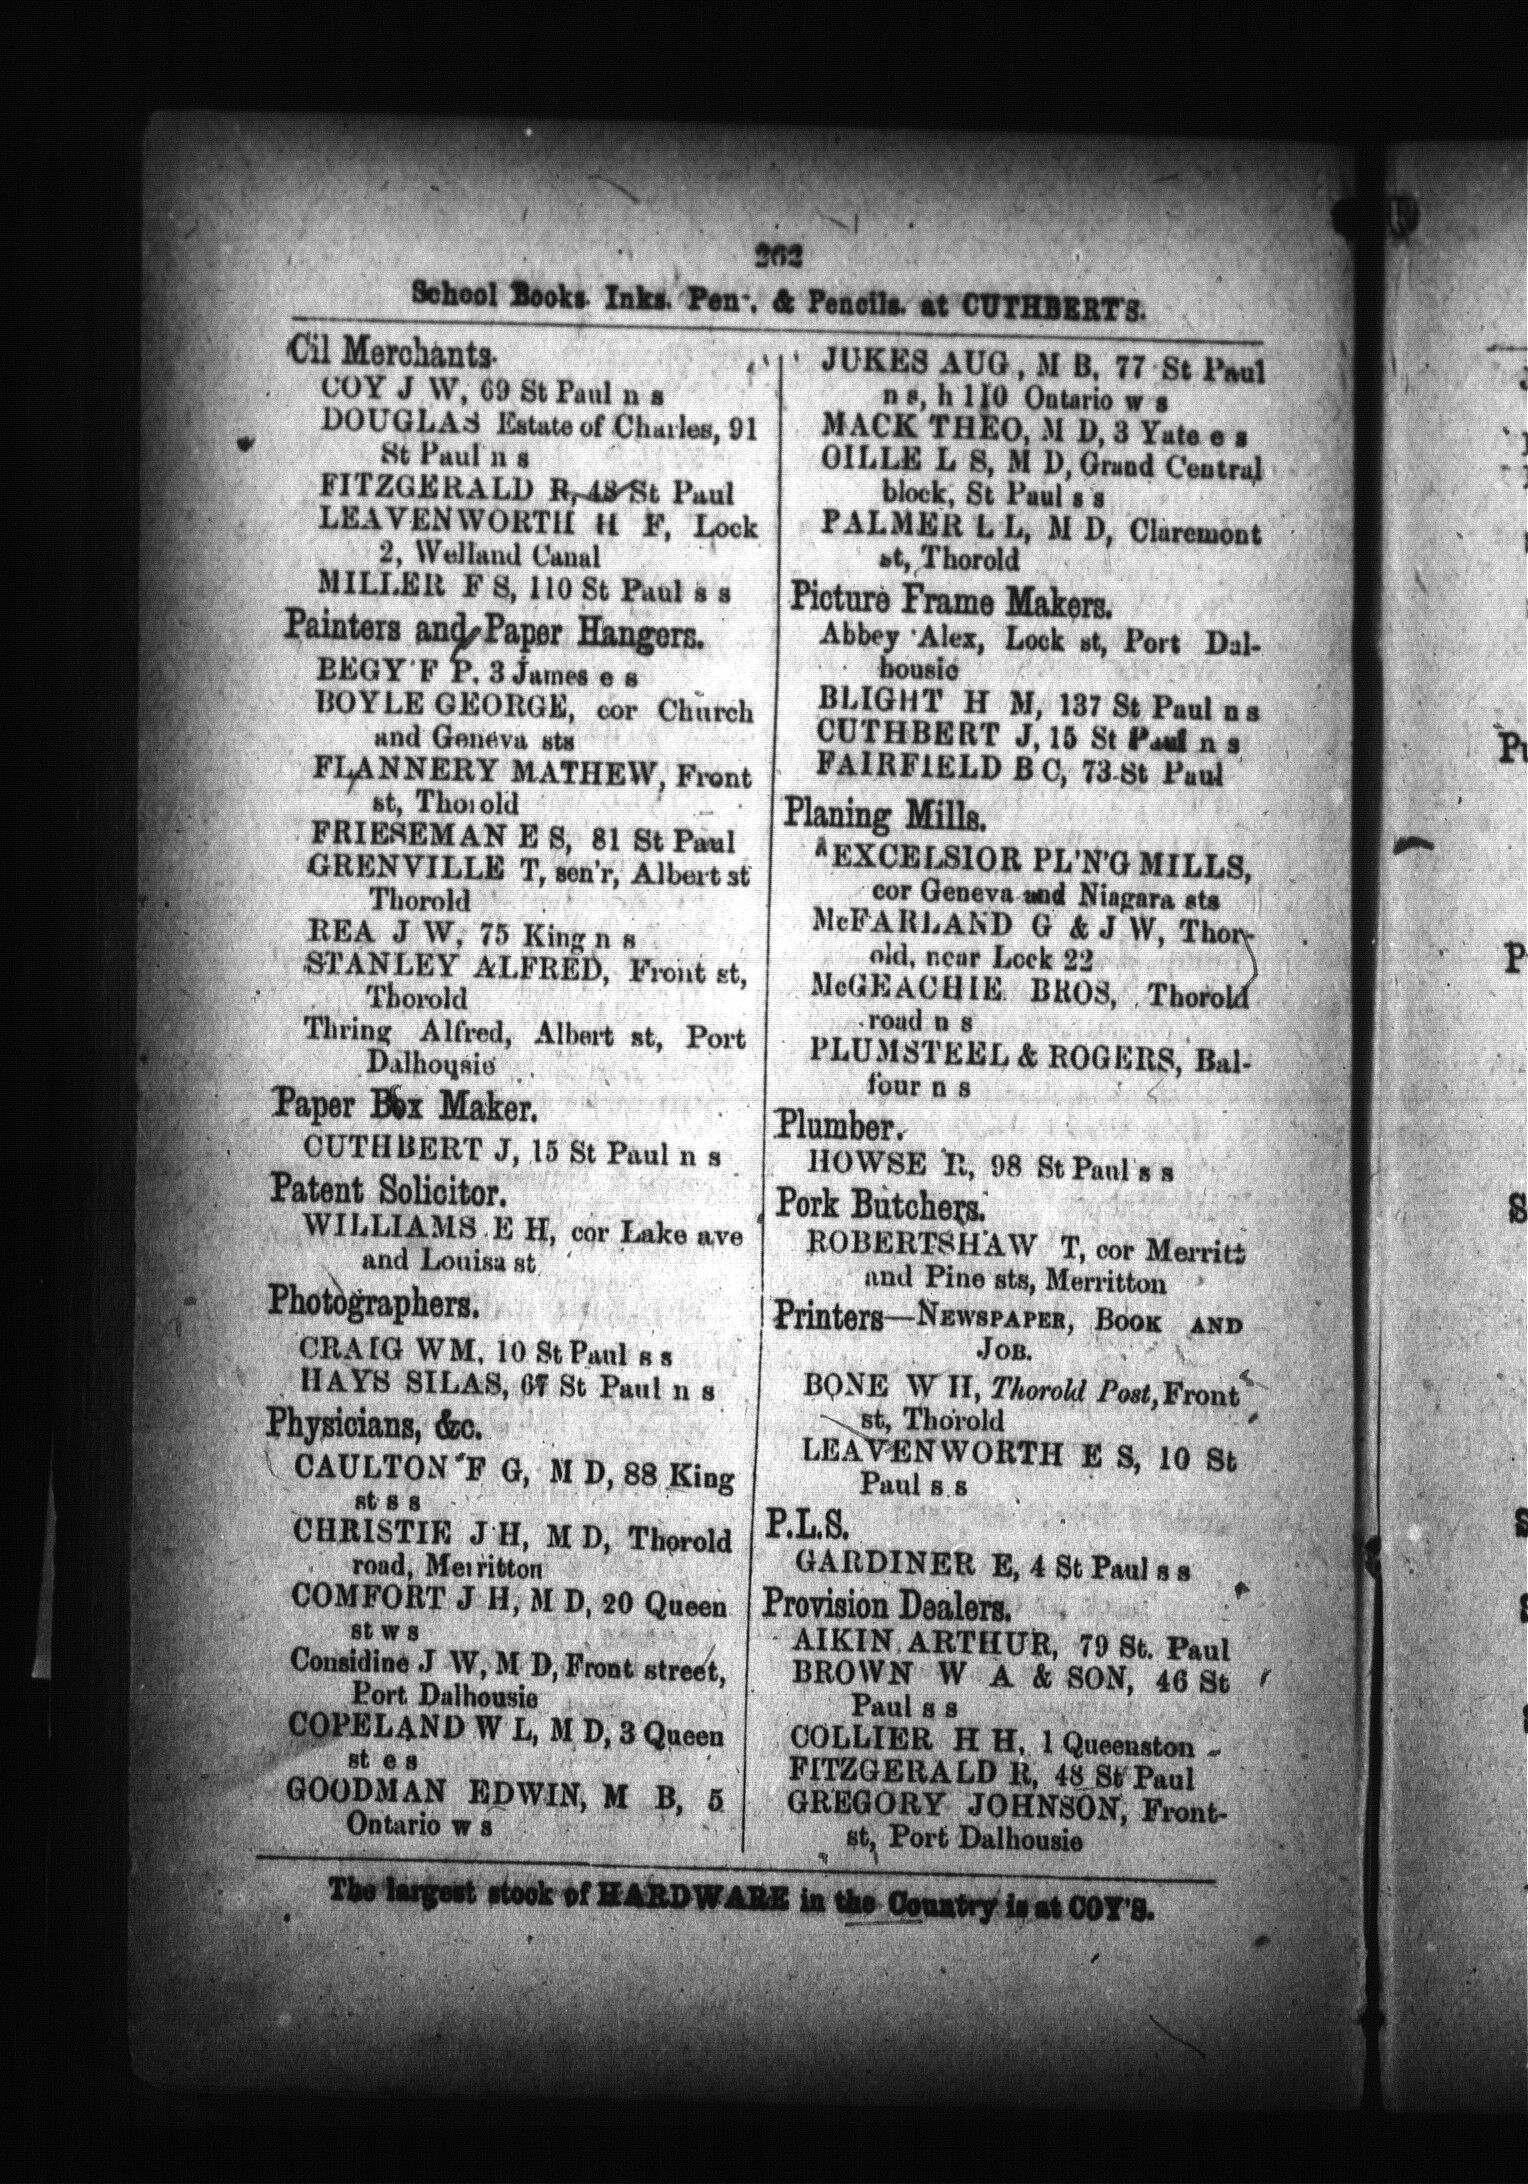 262
School Books. Inks. Pen . & Pencils. at CUTHBERT'S.
Oil Merchants.
COY J W, 69 St Paul n s
DOUGLAS Estate of Charles, 91
St Paul n s
FITZGERALD R, 48 St Paul
LEAVENWORTH H F, Lock
2, Welland Canal
MILLER F S, 110 St Paul s s
Painters and Paper Hangers.
BEGY F P. 3 James e s
BOYLE GEORGE, cor Church
and Geneva sts
FLANNERY MATHEW, Front
st, Thorold
FRIESEMAN E S, 81 St Paul
GRENVILLE T, sen'r, Albert st
Thorold
REA J W, 75 King n s
STANLEY ALFRED, Front st,
Thorold
Thring Alfred, Albert st, Port
Dalhousie
Paper Box Maker.
CUTHBERT J, 15 St Paul n s
Patent Solicitor.
WILLIAMS E H, cor Lake ave
and Louisa st
Photographers.
CRAIG WM, 10 St Paul s s
HAYS SILAS, 67 St Paul n s
Physicians, &c.
CAULTON F G, M D, 88 King
st s s
CHRISTIE J H, M D, Thorold
road, Merritton
COMFORT J H, M D, 20 Queen
st w s
Considine J W, M D, Front street,
Port Dalhousie
COPELAND W L, M D, 3 Queen
st e s
GOODMAN EDWIN, M B, 5
Ontario w s
JUKES AUG, M B, 77 St Paul
n s, h 110 Ontario w s
MACK THEO, M D, 3 Yate e s
OILLE L S, M D, Grand Central
block, St Paul s s
PALMER L L, M D, Claremont
st, Thorold
Picture Frame Makers.
Abbey Alex, Lock st, Port Dal-
housie
BLIGHT H M, 137 St Paul n s
CUTHBERT J, 15 St Paul n s
FAIRFIELD B C, 73 St Paul
Planing Mills.
EXCELSIOR PL'N'G MILLS,
cor Geneva and Niagara sts
McFARLAND G & J W, Thor-
old, near Lock 22
McGEACHIE BROS, Thorold
road n s
PLUMSTEEL & ROGERS, Bal-
four n s
Plumber.
HOWSE R, 98 St Paul s s
Pork Butchers.
ROBERTSHAW T, cor Merritt
and Pine sts, Merritton
Printers—NEWSPAPER, BOOK AND
JOB.
BONE W H, Thorold Post, Front
st, Thorold
LEAVENWORTH E S, 10 St
Paul s s
P.L.S.
GARDINER E, 4 St Paul s s
Provision Dealers.
AIKIN ARTHUR, 79 St. Paul
BROWN W A & SON, 46 St
Paul s s
COLLIER H H, 1 Queenston
FITZGERALD R, 48 St Paul
GREGORY JOHNSON, Front-
st, Port Dalhousie
The largest stock of HARDWARE in the Country is at COY'S.